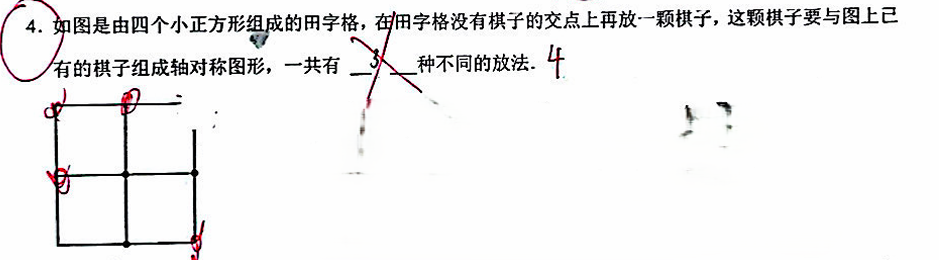 4. 如图是由四个小正方形组成的田字格，在田字格没有棋子的交点上再放一颗棋子，这颗棋子要与图上己
有的棋子组成轴对称图形，一共有 3 种不同的放法. 4